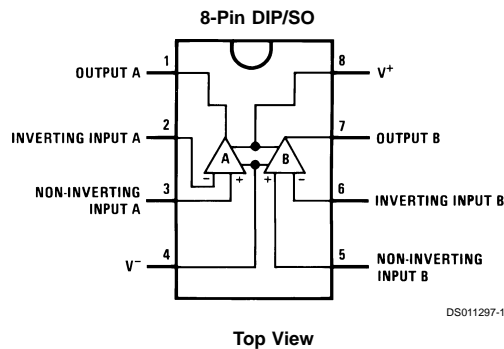 8-Pin DIP/SO
1
OUTPUT A
8
V+
2
INVERTING INPUT A
7
OUTPUT B
A
B
− + + −
3
NON-INVERTING
INPUT A
6
INVERTING INPUT B
4
V−
5
NON-INVERTING
INPUT B
DS011297-1
Top View